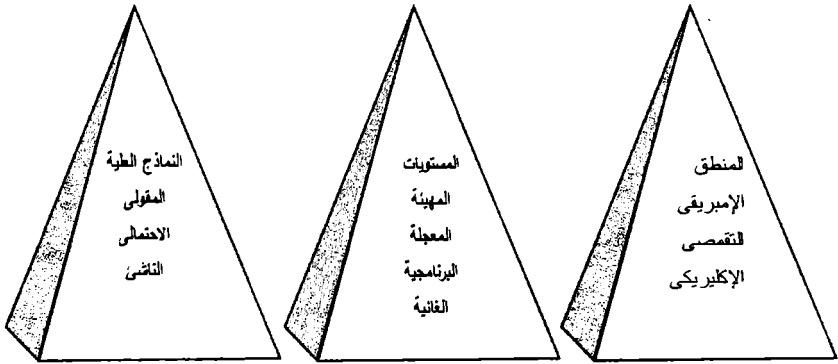 المنطق
الإمبريقى
التقمصى
الإكليريكى
المستويات
المهيئة
المعجلة
البرنامجية
الغائية
النماذج العلية
المقولى
الاحتمالى
الناشئ